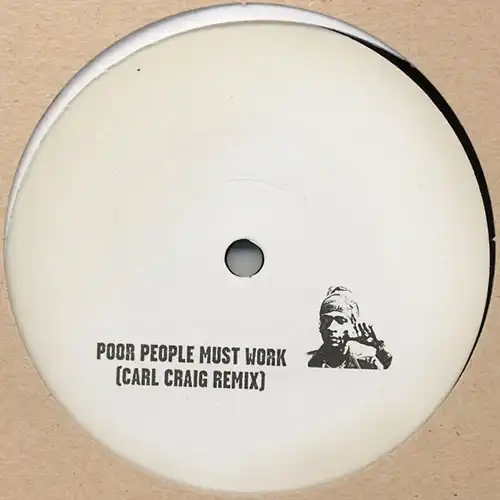 POOR PEOPLE MUST WORK
(CARL CRAIG REMIX)